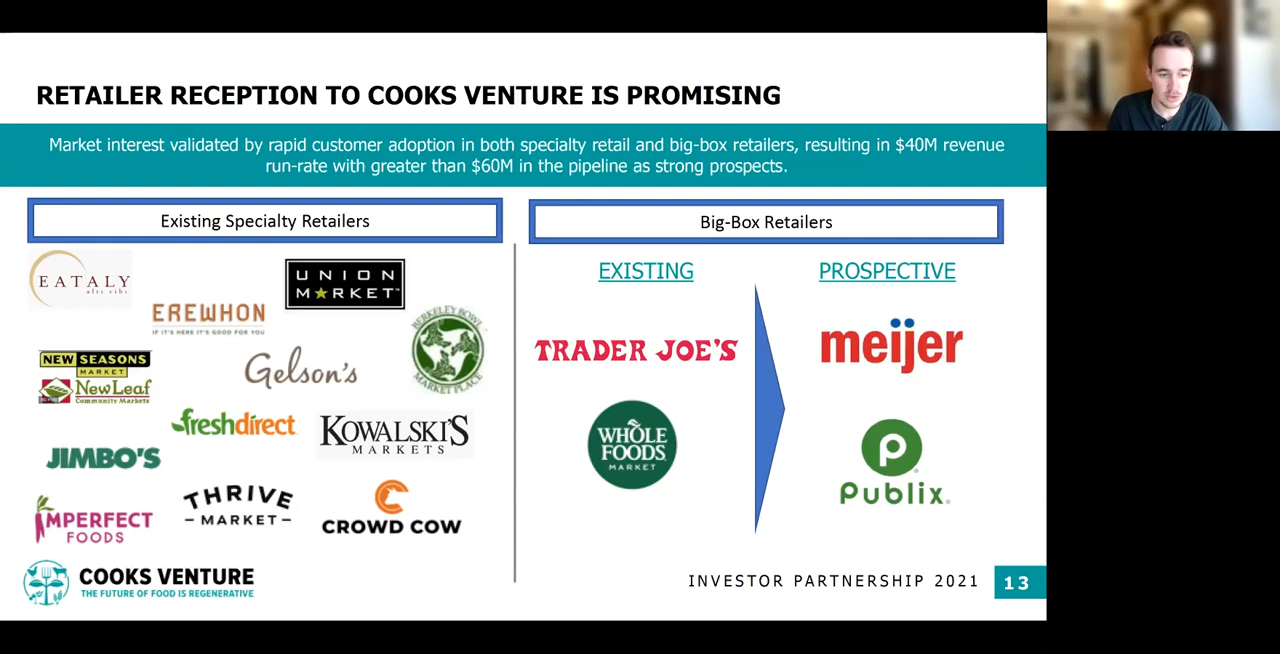 RETAILER RECEPTION TO COOKS VENTURE IS PROMISING
Market interest validated by rapid customer adoption in both specialty retail and big-box retailers, resulting in $40M revenue
run-rate with greater than $60M in the pipeline as strong prospects.
Existing Specialty Retailers
EATALY
alti cibi
UNION
MARKET
EREWHON
IF IT'S HERE IT'S GOOD FOR YOU
BERKELEY BOWL
MARKET PLACE
NEW SEASONS
MARKET
New Leaf
Community Markets
Gelson's
freshdirect
KOWALSKI'S
MARKETS
JIMBO'S
IMPERFECT
FOODS
THRIVE
MARKET
CROWD COW
Big-Box Retailers
EXISTING
PROSPECTIVE
TRADER JOE'S
meijer
WHOLE
FOODS
MARKET
P
Publix
COOKS VENTURE
THE FUTURE OF FOOD IS REGENERATIVE
INVESTOR PARTNERSHIP 2021
13